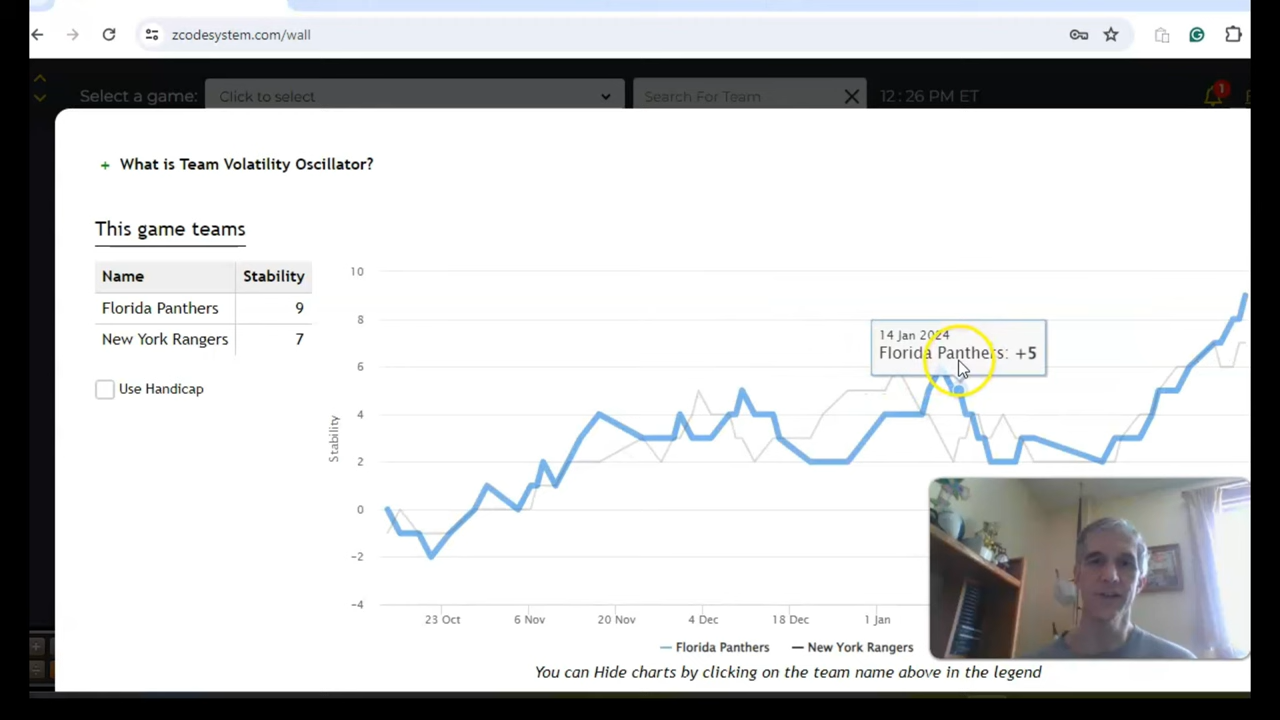 zcodesystem.com/wall
Select a game: Click to select Search For Team 12:26 PM ET 1
+ What is Team Volatility Oscillator?
This game teams
Name Stability
Florida Panthers 9
New York Rangers 7
Use Handicap
Stability
10
8
6
4
2
0
−2
−4
14 Jan 2024
Florida Panthers: +5
23 Oct 6 Nov 20 Nov 4 Dec 18 Dec 1 Jan
Florida Panthers New York Rangers
You can Hide charts by clicking on the team name above in the legend